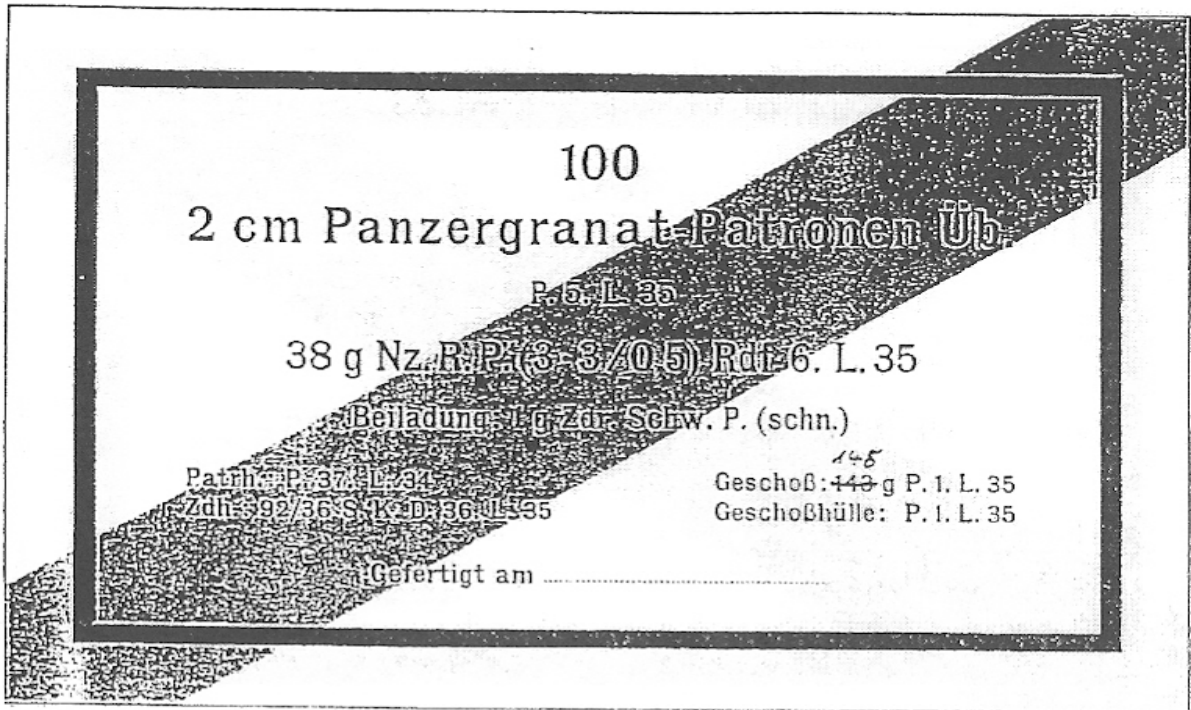 100
2 cm Panzergranat-Patronen Üb.
P. 5. L. 35
38 g Nz. R. P. (3·3/0,5) Rdf 6. L. 35
Beiladung: 1 g Zdr. Schw. P. (schn.)
Patrh.: P. 37. L. 34
Zdh. 92/36 S. K. D. 36. L. 35
148
Geschoß: 143 g P. 1. L. 35
Geschoßhülle: P. 1. L. 35
Gefertigt am